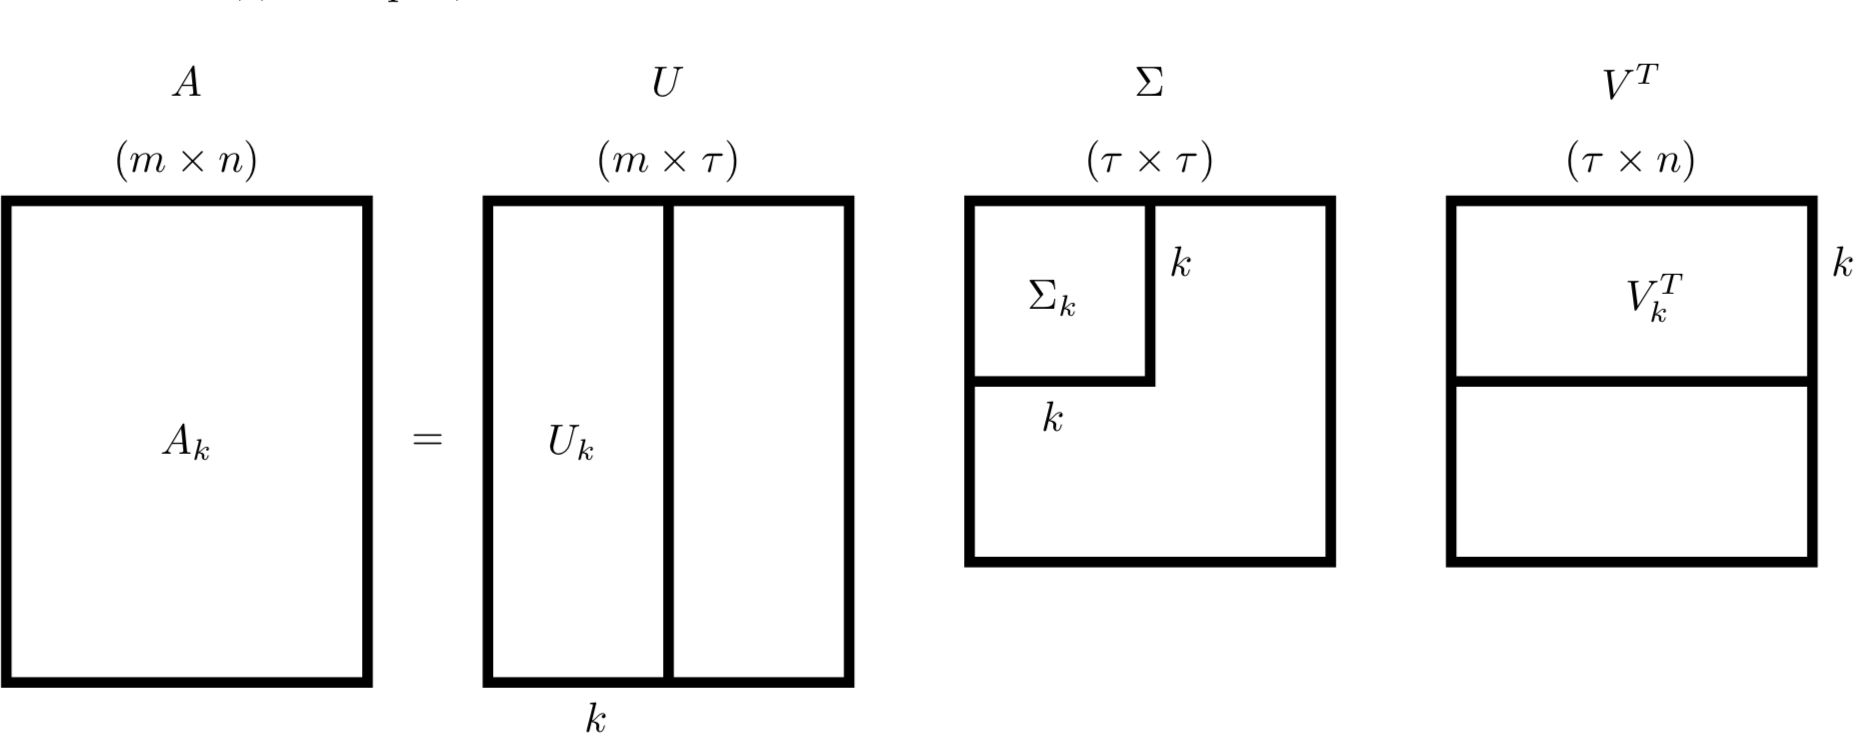 A U Σ V^T
(m × n) (m × τ) (τ × τ) (τ × n)
k k
Σ_k V_k^T
k
A_k = U_k
k